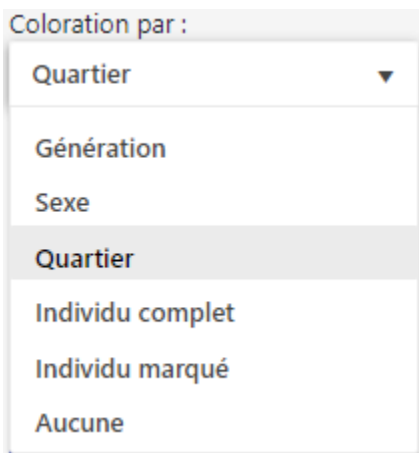 Coloration par :
Quartier
Génération
Sexe
Quartier
Individu complet
Individu marqué
Aucune